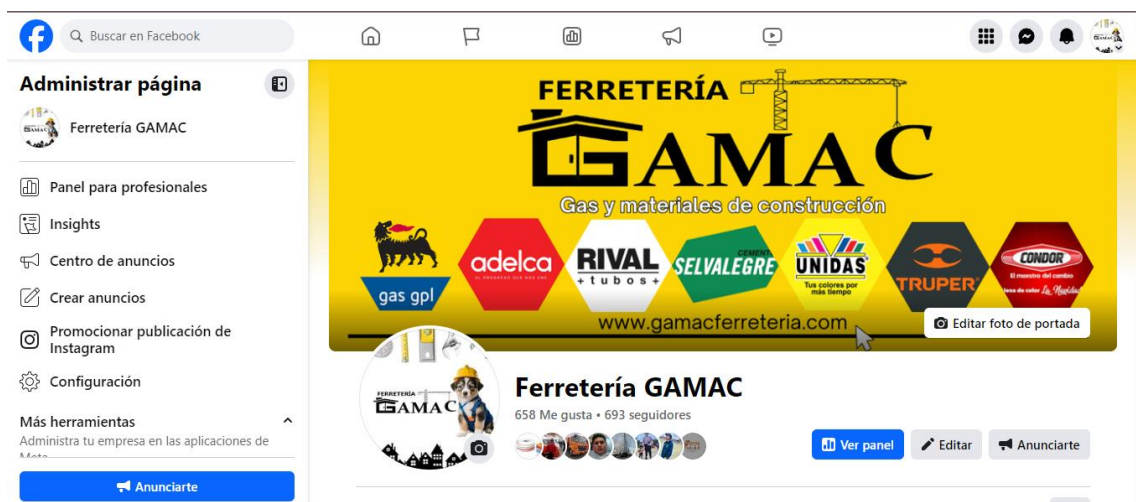 Buscar en Facebook
Administrar página
Ferretería GAMAC
Panel para profesionales
Insights
Centro de anuncios
Crear anuncios
Promocionar publicación de
Instagram
Configuración
Más herramientas
Administra tu empresa en las aplicaciones de
Anunciarte
FERRETERÍA
GAMAC
Gas y materiales de construcción
gas gpl
adelca
RIVAL
+ tubos +
CEMENT
SELVALEGRE
UNIDAS
Tus colores por
más tiempo
TRUPER
CONDOR
El maestro del cambio
www.gamacferreteria.com
Editar foto de portada
FERRETERÍA
GAMAC
Ferretería GAMAC
658 Me gusta • 693 seguidores
Ver panel
Editar
Anunciarte